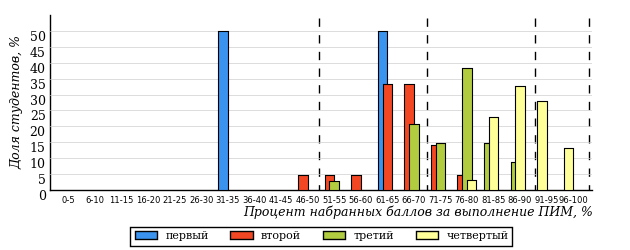 Доля студентов, %
50
45
40
35
30
25
20
15
10
5
0
0-5 6-10 11-15 16-20 21-25 26-30 31-35 36-40 41-45 46-50 51-55 56-60 61-65 66-70 71-75 76-80 81-85 86-90 91-95 96-100
Процент набранных баллов за выполнение ПИМ, %
первый второй третий четвертый